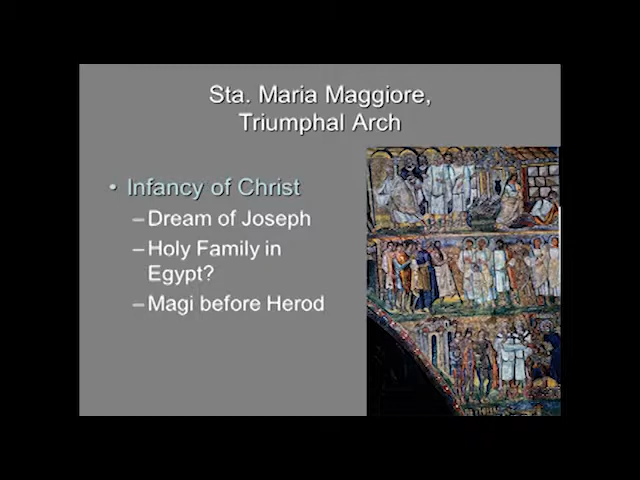 Sta. Maria Maggiore,
Triumphal Arch
• Infancy of Christ
–Dream of Joseph
–Holy Family in
Egypt?
–Magi before Herod